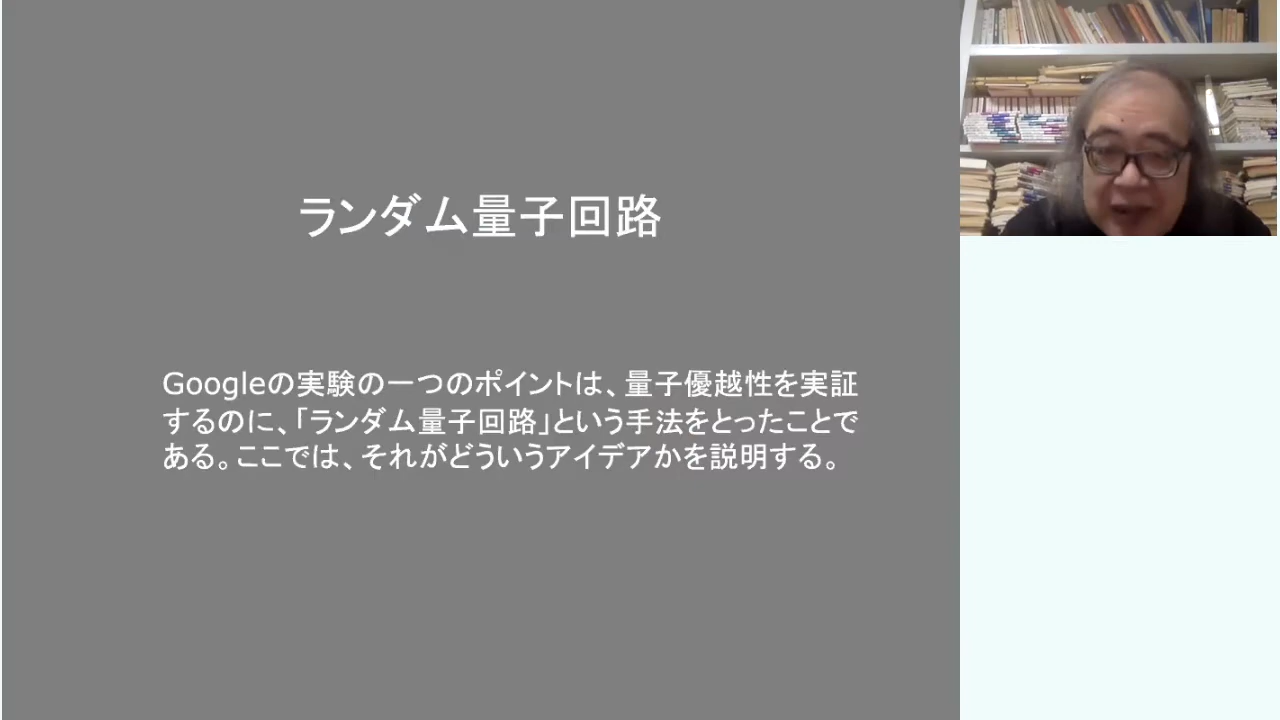 ランダム量子回路
Googleの実験の一つのポイントは、量子優越性を実証
するのに、「ランダム量子回路」という手法をとったことで
ある。ここでは、それがどういうアイデアかを説明する。